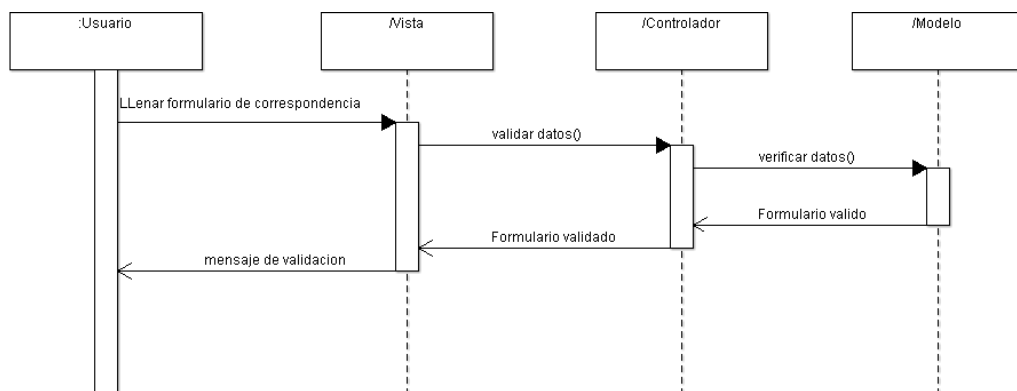 :Usuario
/Vista
/Controlador
/Modelo
LLenar formulario de correspondencia
validar datos()
verificar datos()
Formulario valido
Formulario validado
mensaje de validacion